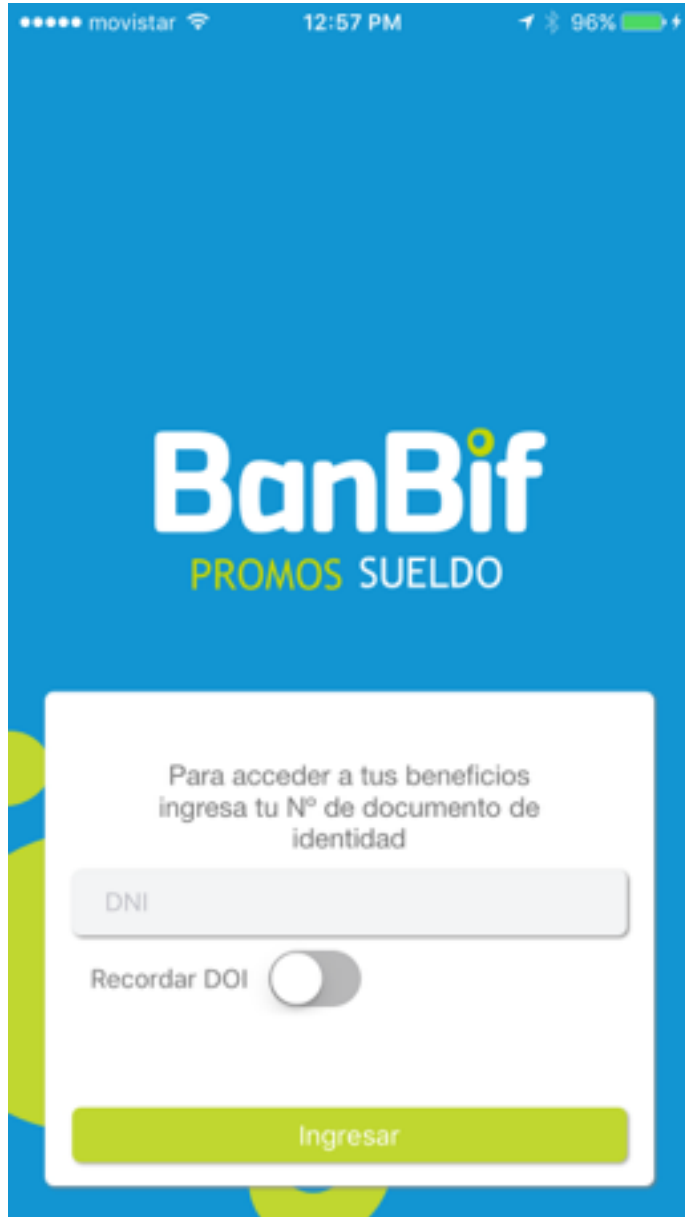 movistar 12:57 PM 96%
BanBif
PROMOS SUELDO
Para acceder a tus beneficios
ingresa tu Nº de documento de
identidad
DNI
Recordar DOI
Ingresar